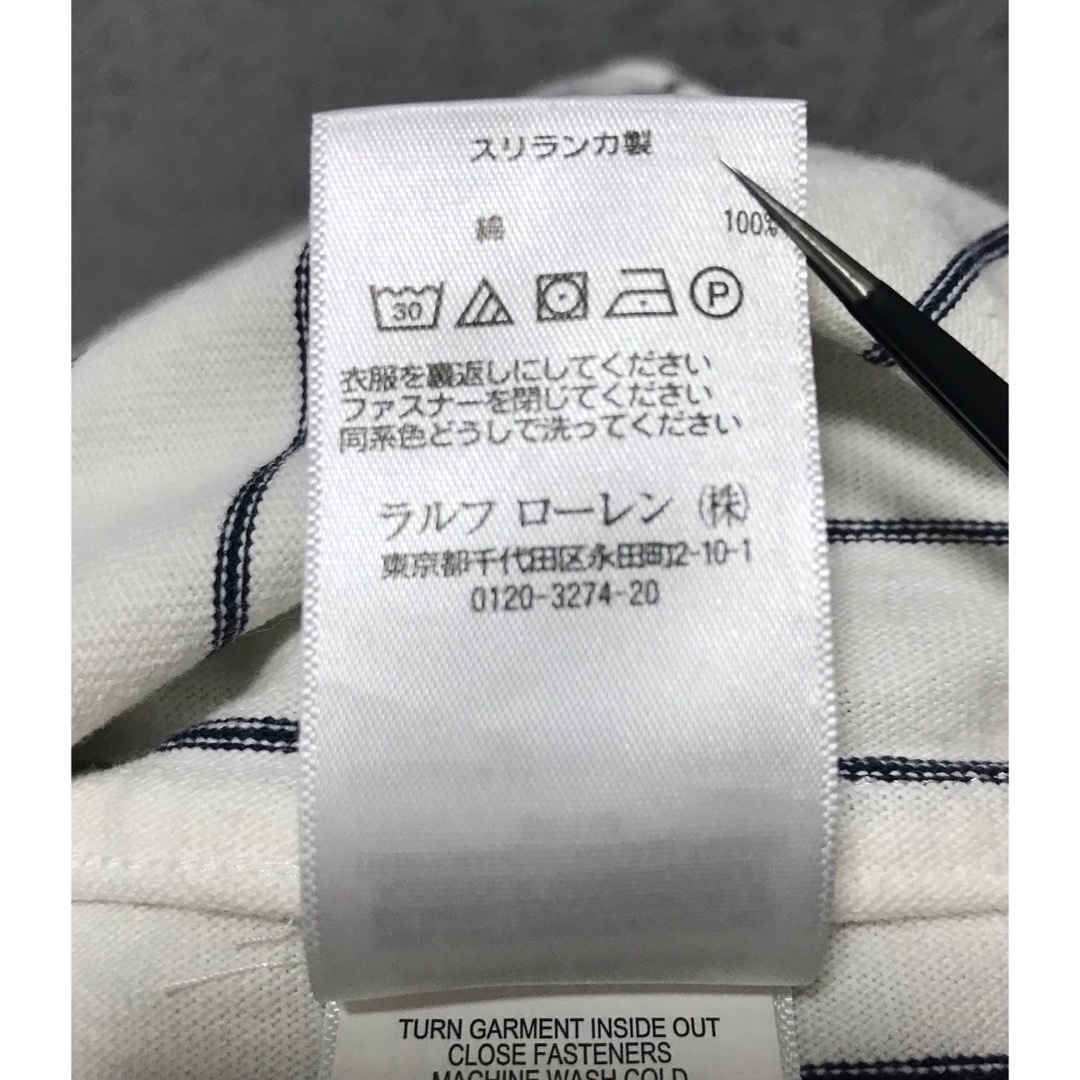 スリランカ製
綿 100%
30 P
衣服を裏返しにしてください
ファスナーを閉じてください
同系色どうしで洗ってください
ラルフ ローレン (株)
東京都千代田区永田町2-10-1
0120-3274-20
TURN GARMENT INSIDE OUT
CLOSE FASTENERS
MACHINE WASH COLD